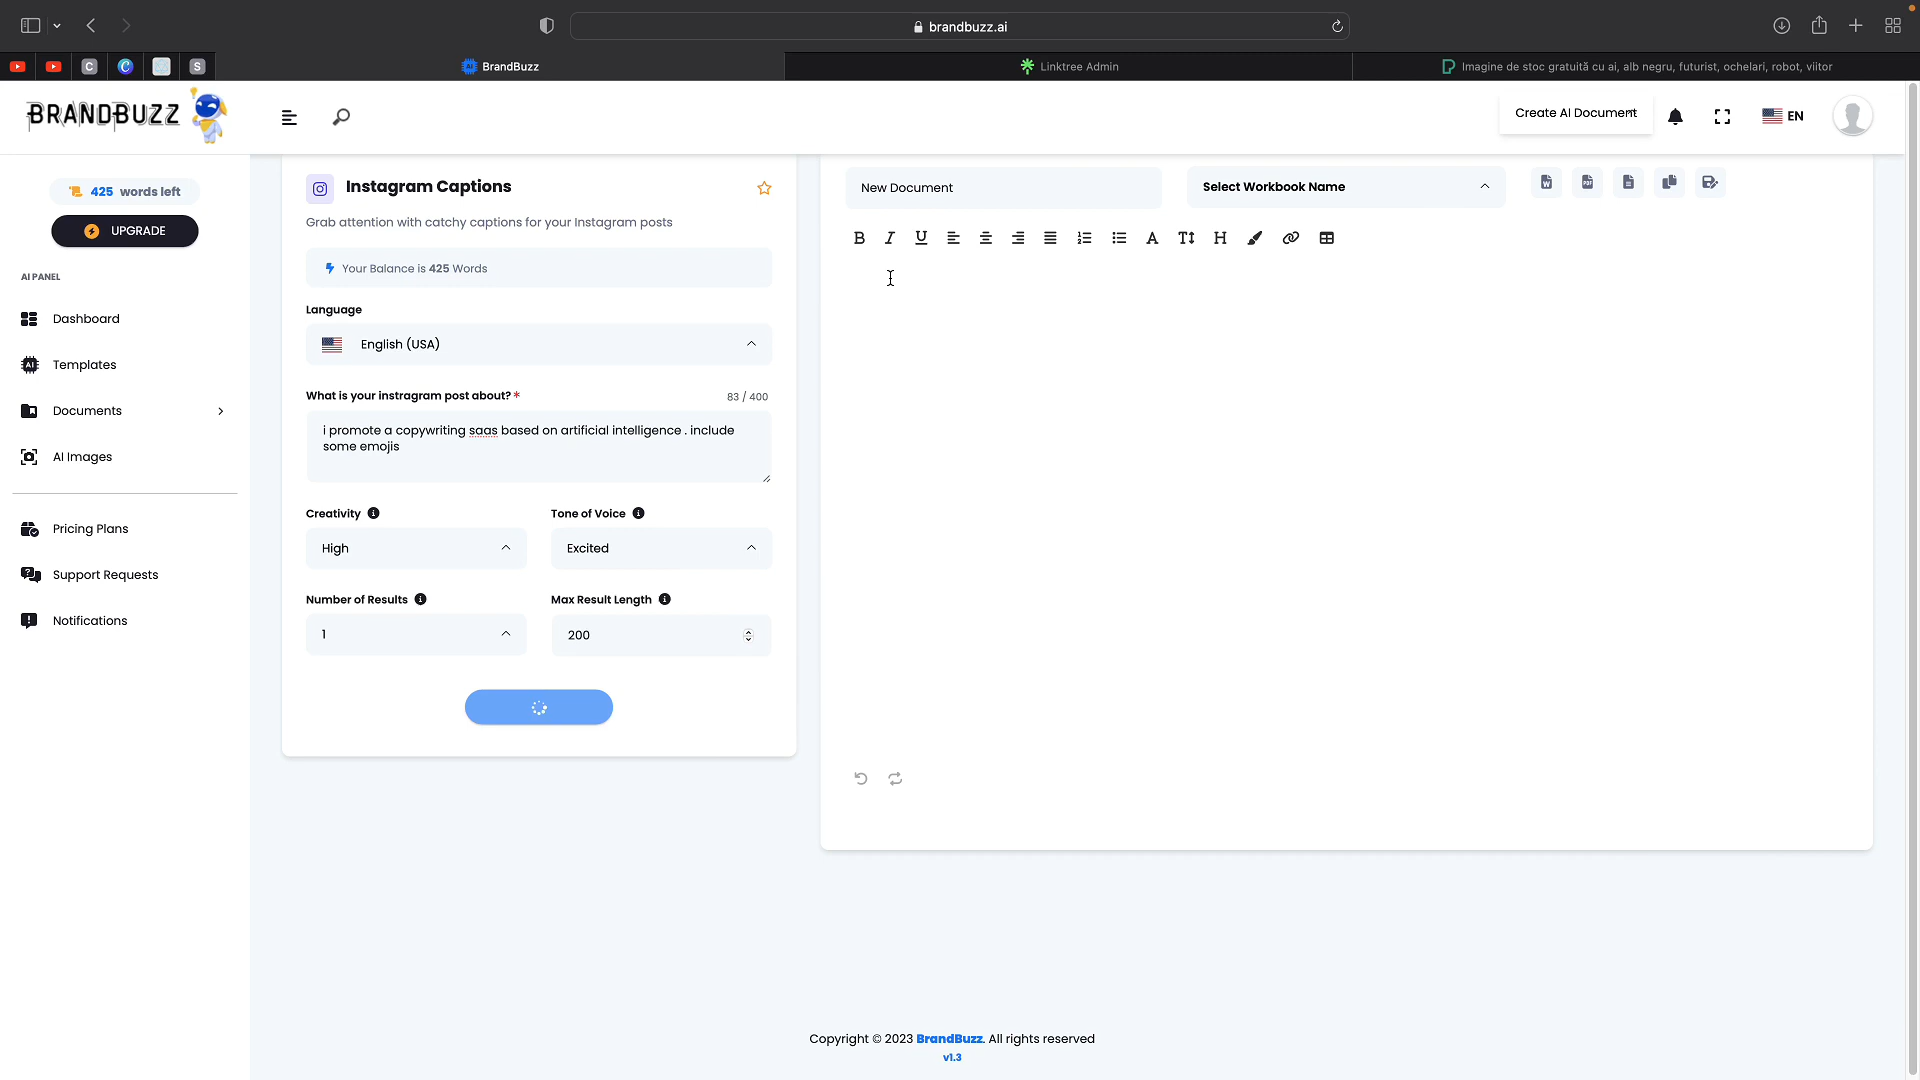 brandbuzz.ai
C
S
BrandBuzz
Linktree Admin
Imagine de stoc gratuită cu ai, alb negru, futurist, ochelari, robot, viitor
BRANDBUZZ
Create AI Document
EN
425 words left
UPGRADE
AI PANEL
Dashboard
Templates
Documents
AI Images
Pricing Plans
Support Requests
Notifications
Instagram Captions
Grab attention with catchy captions for your Instagram posts
Your Balance is 425 Words
Language
English (USA)
What is your instragram post about? *
83 / 400
i promote a copywriting saas based on artificial intelligence . include
some emojis
Creativity
Tone of Voice
High
Excited
Number of Results
Max Result Length
1
200
New Document
Select Workbook Name
Copyright © 2023 BrandBuzz. All rights reserved
v1.3